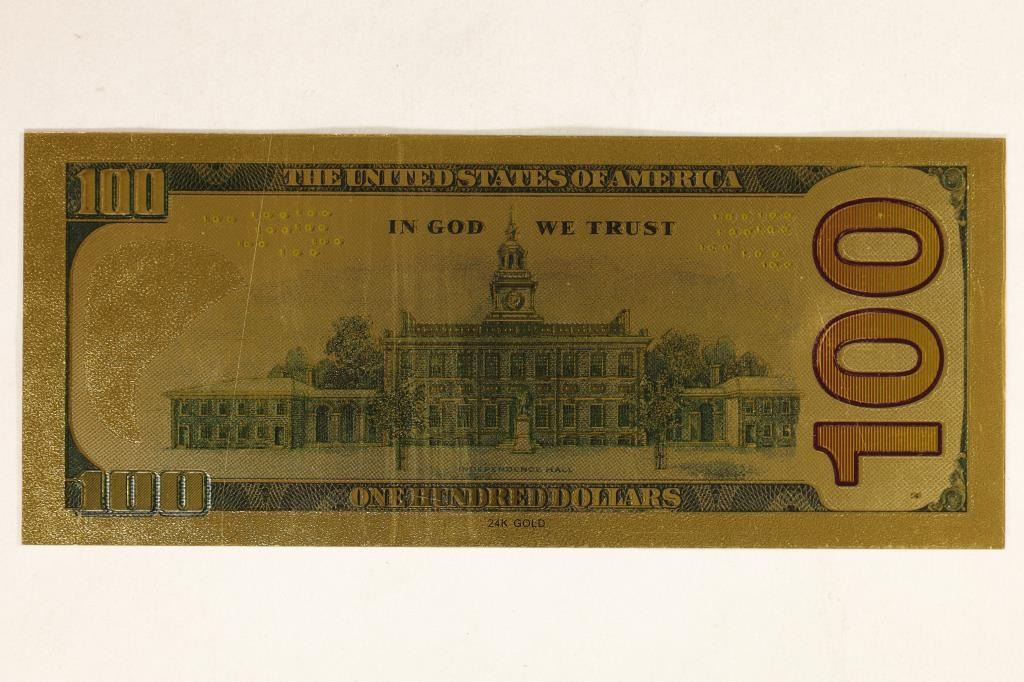 100
THE UNITED STATES OF AMERICA
IN GOD WE TRUST
100
INDEPENDENCE HALL
100
ONE HUNDRED DOLLARS
24K GOLD